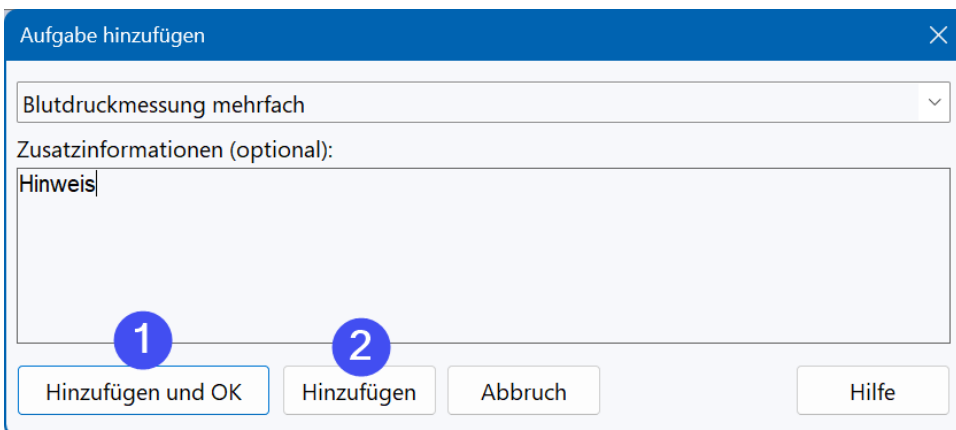 Aufgabe hinzufügen
Blutdruckmessung mehrfach
Zusatzinformationen (optional):
Hinweis
1 2
Hinzufügen und OK Hinzufügen Abbruch Hilfe